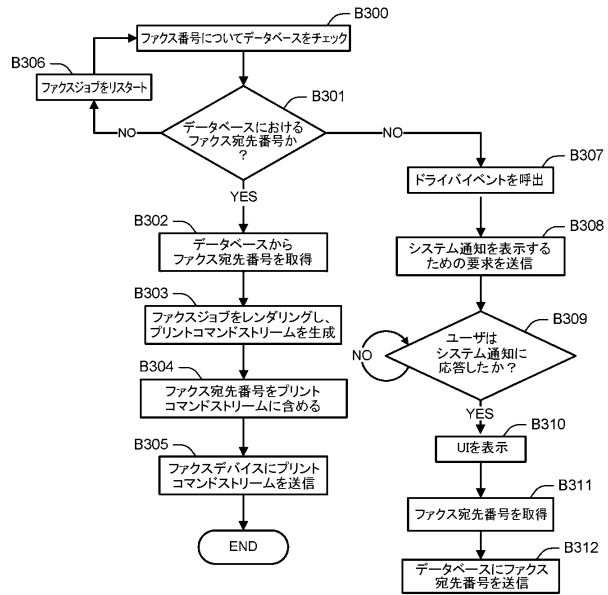 B300
ファクス番号についてデータベースをチェック
B306
ファクスジョブをリスタート
B301
データベースにおける
ファクス宛先番号か
?
NO
NO
YES
B302
データベースから
ファクス宛先番号を取得
B303
ファクスジョブをレンダリングし、
プリントコマンドストリームを生成
B304
ファクス宛先番号をプリント
コマンドストリームに含める
B305
ファクスデバイスにプリント
コマンドストリームを送信
END
B307
ドライバイベントを呼出
B308
システム通知を表示する
ための要求を送信
B309
ユーザは
システム通知に
応答したか?
NO
YES
B310
UIを表示
B311
ファクス宛先番号を取得
B312
データベースにファクス
宛先番号を送信